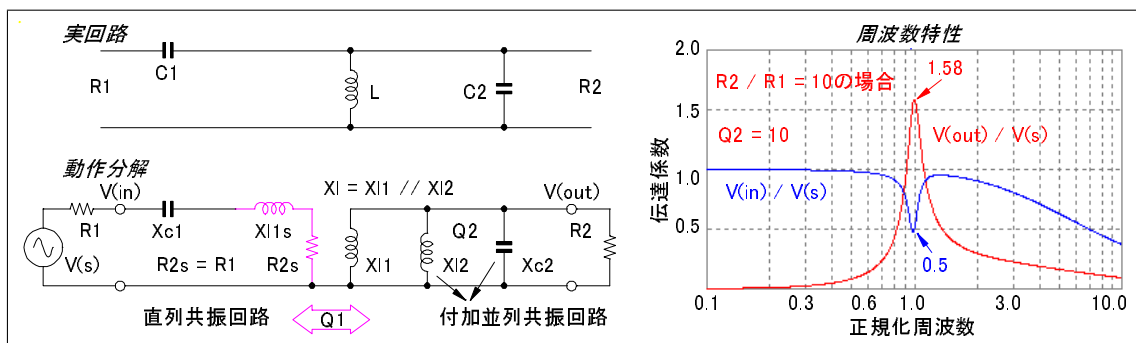 実回路
R1
C1
L
C2
R2
動作分解
V(in)
Xl = Xl1 // Xl2
V(out)
R1
Xc1
Xl1s
Q2
R2
V(s)
R2s = R1
R2s
Xl1
Xl2
Xc2
直列共振回路
Q1
付加並列共振回路
周波数特性
2.0
R2 / R1 = 10の場合
1.58
1.5
Q2 = 10
V(out) / V(s)
伝達係数
1.0
V(in) / V(s)
0.5
0.5
0.1
0.3
0.6
1.0
3.0
10.0
正規化周波数